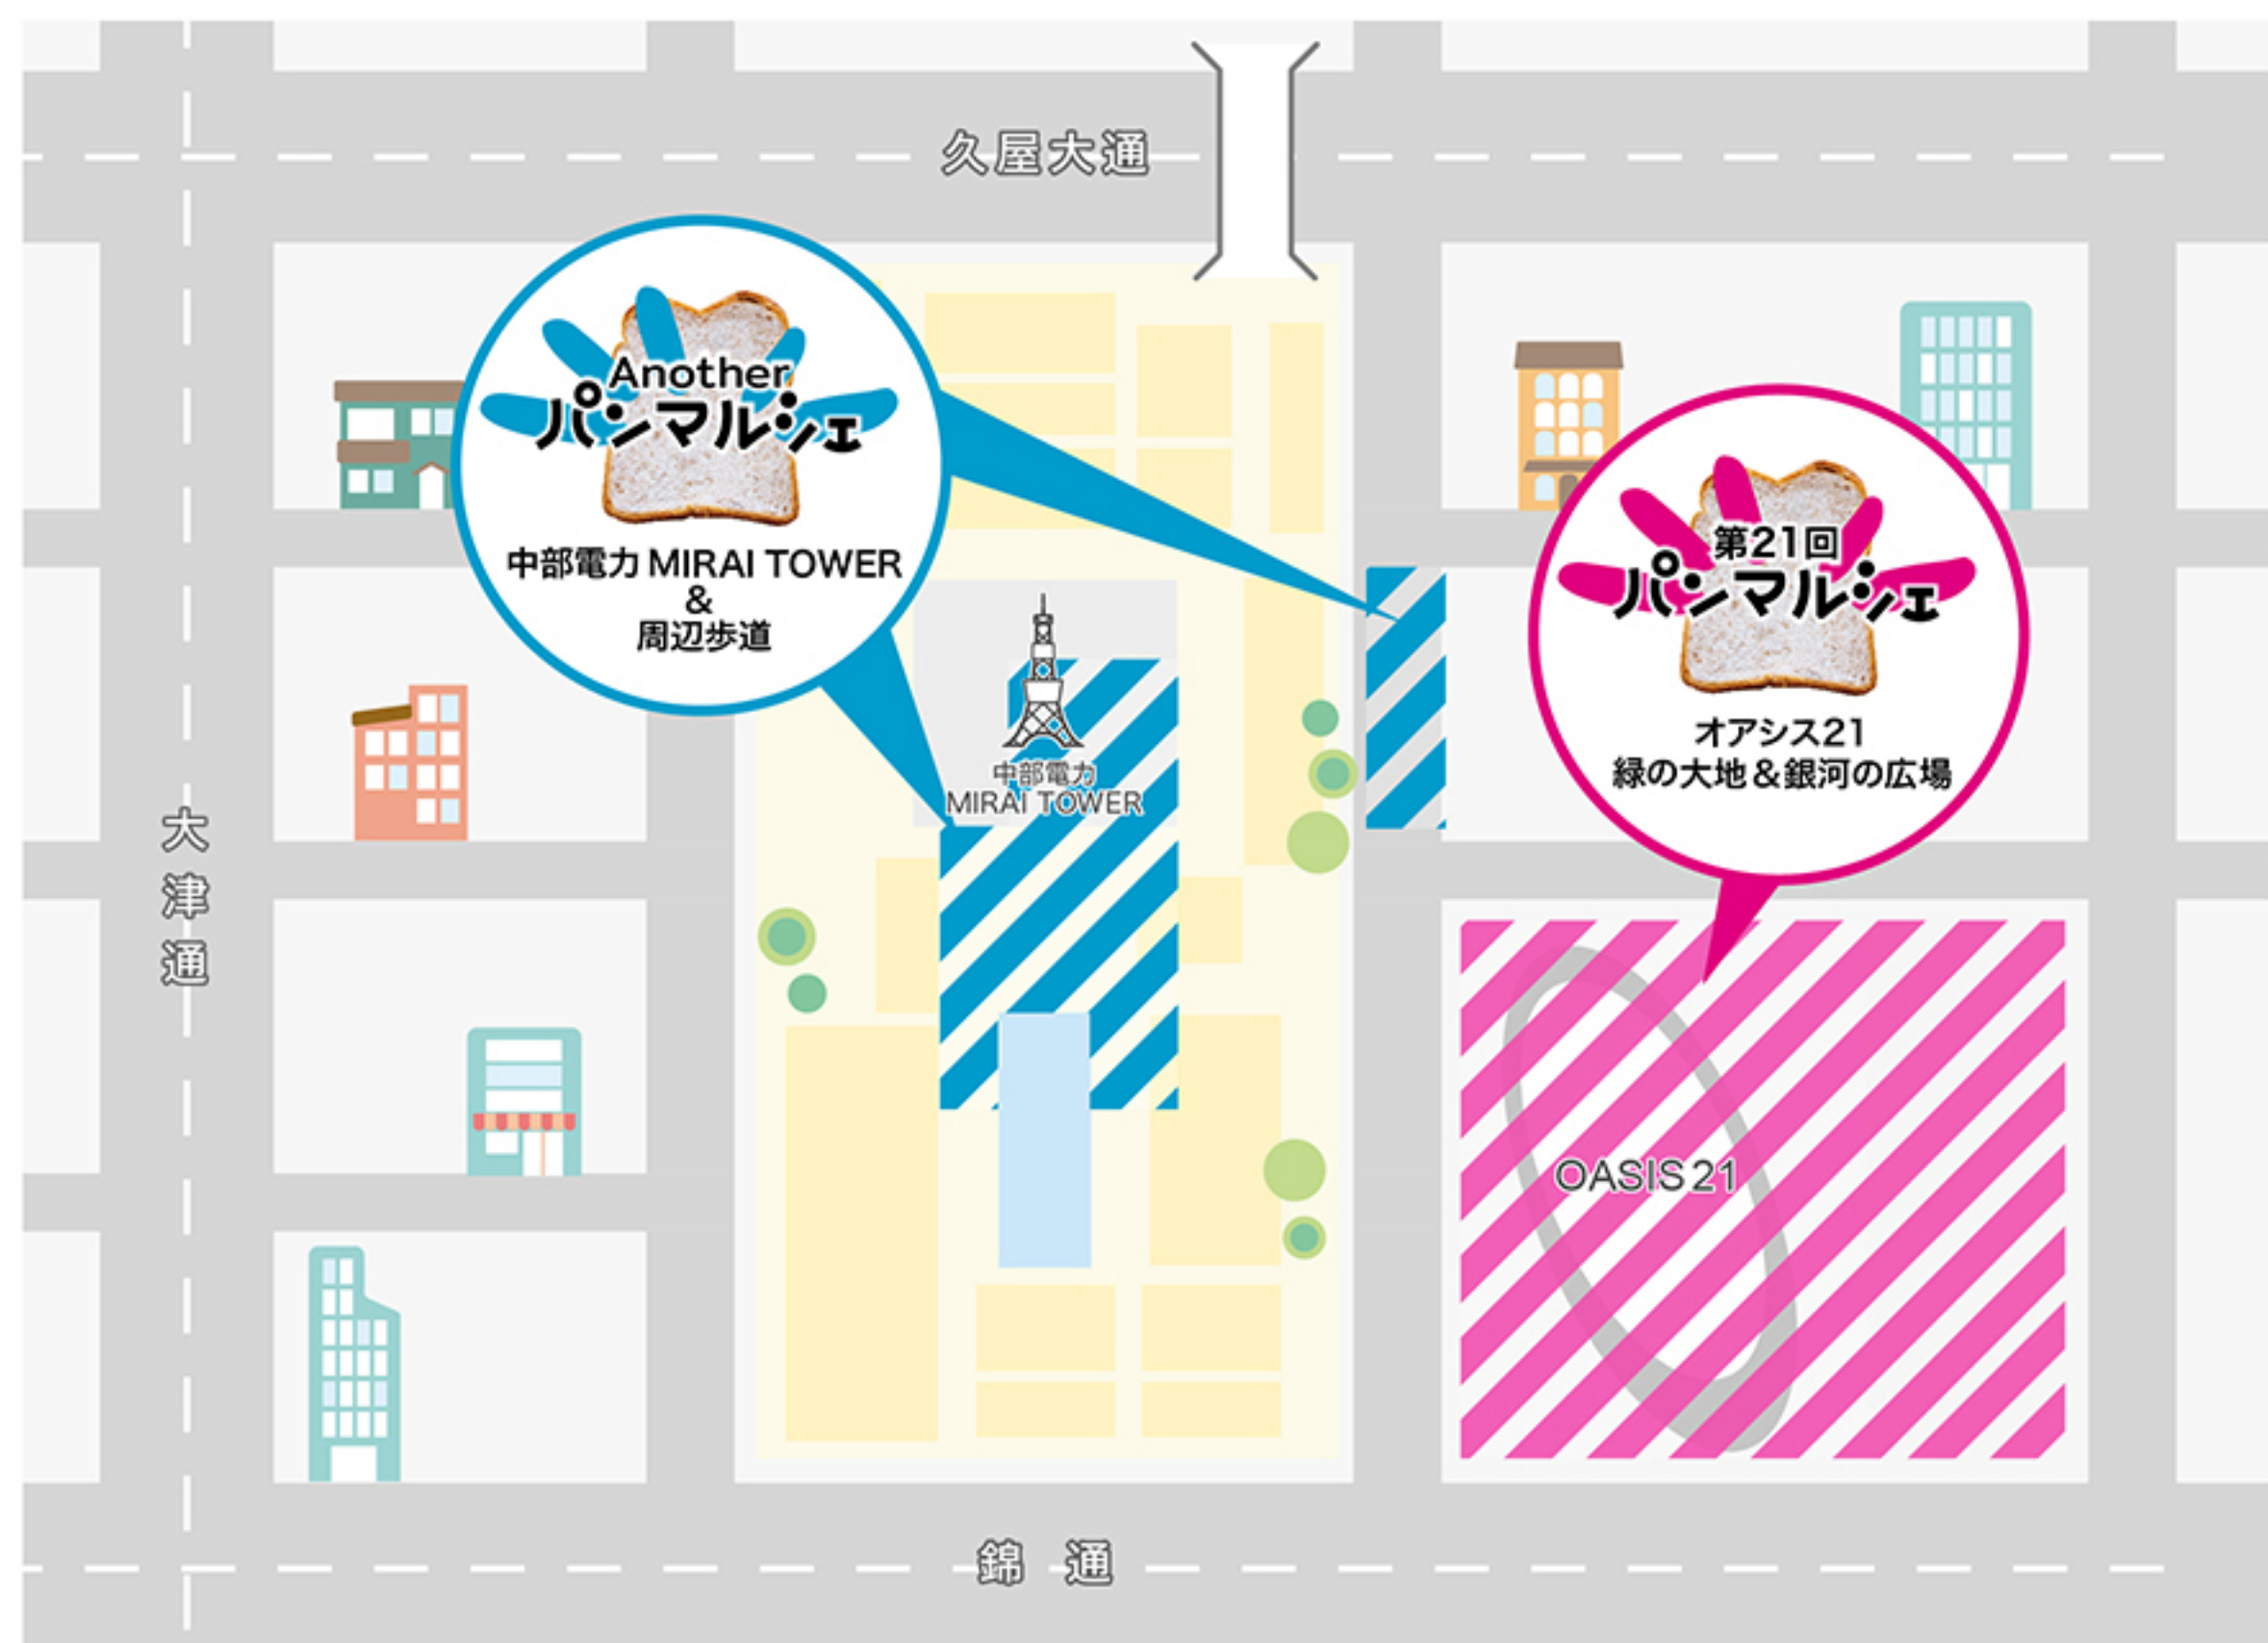 久屋大通
Another
パンマルシェ
中部電力 MIRAI TOWER
&
周辺歩道
第21回
パンマルシェ
オアシス21
緑の大地&銀河の広場
中部電力
MIRAI TOWER
大津通
OASIS21
錦通